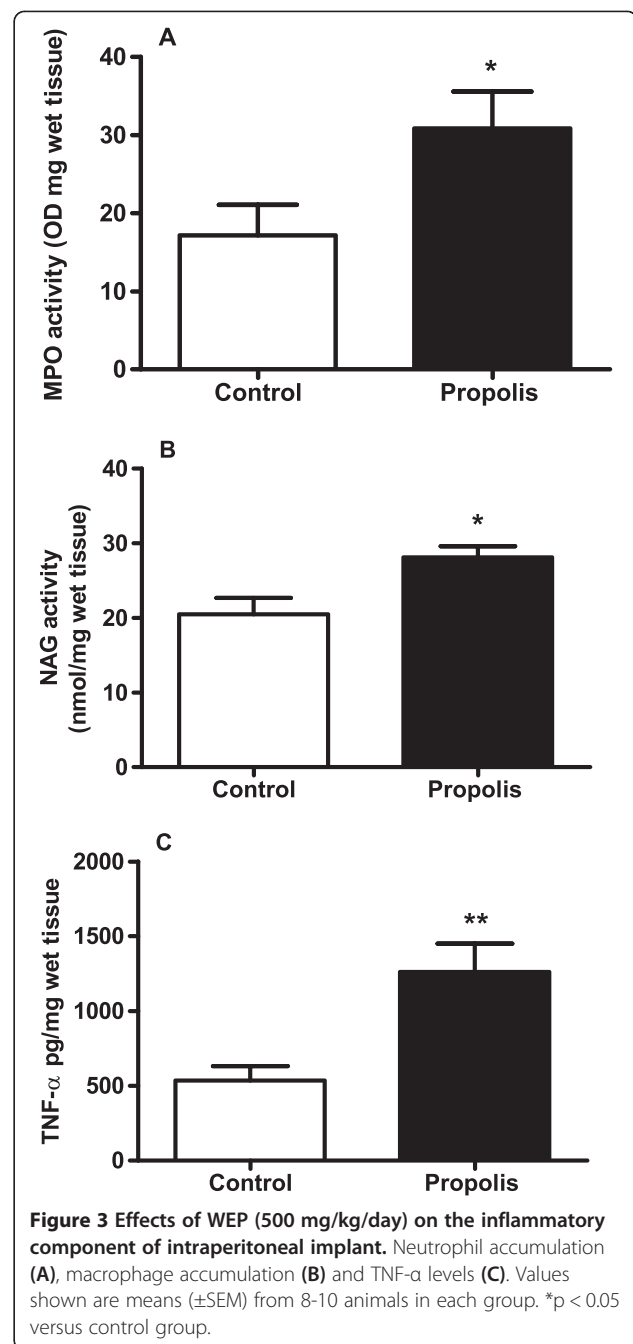 A
*
40
30
20
10
0
MPO activity (OD mg wet tissue)
Control Propolis
B
*
40
30
20
10
0
NAG activity
(nmol/mg wet tissue)
Control Propolis
C
**
2000
1500
1000
500
0
TNF-α pg/mg wet tissue
Control Propolis
Figure 3 Effects of WEP (500 mg/kg/day) on the inflammatory
component of intraperitoneal implant. Neutrophil accumulation
(A), macrophage accumulation (B) and TNF-α levels (C). Values
shown are means (±SEM) from 8-10 animals in each group. *p < 0.05
versus control group.